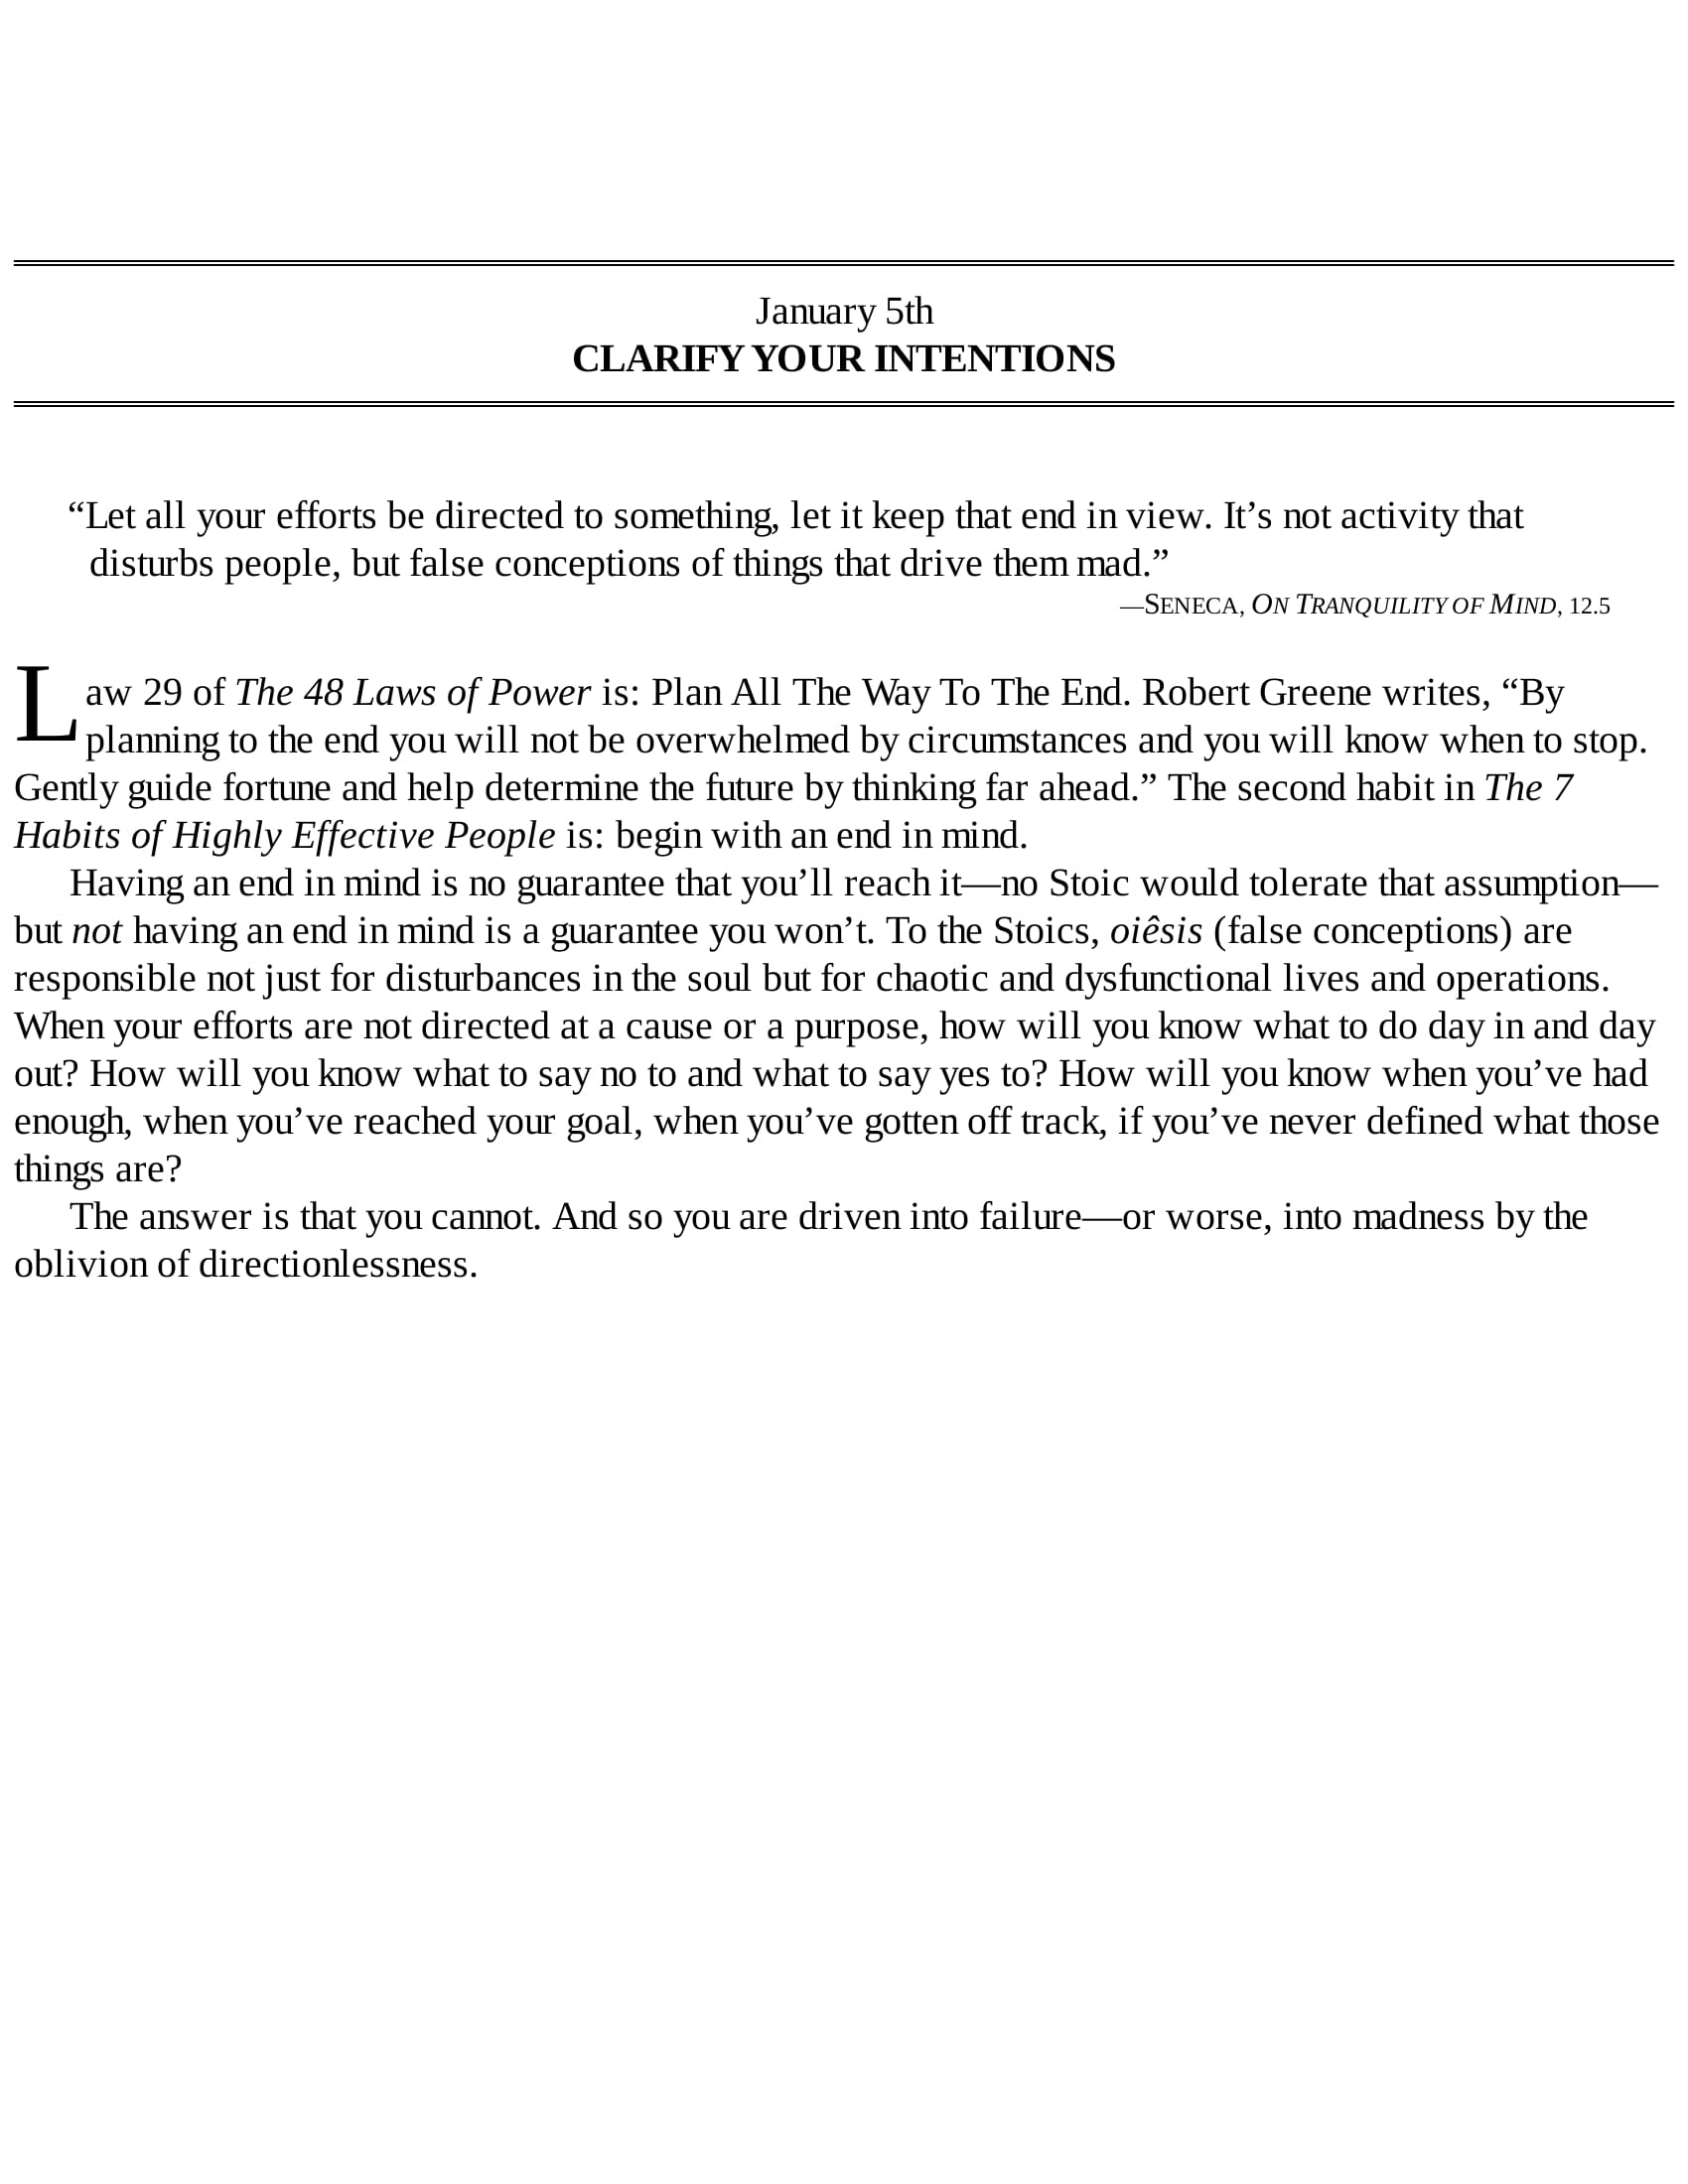 January 5th
CLARIFY YOUR INTENTIONS
“Let all your efforts be directed to something, let it keep that end in view. It’s not activity that
disturbs people, but false conceptions of things that drive them mad.”
—SENECA, ON TRANQUILITY OF MIND, 12.5
Law 29 of The 48 Laws of Power is: Plan All The Way To The End. Robert Greene writes, “By
planning to the end you will not be overwhelmed by circumstances and you will know when to stop.
Gently guide fortune and help determine the future by thinking far ahead.” The second habit in The 7
Habits of Highly Effective People is: begin with an end in mind.
Having an end in mind is no guarantee that you’ll reach it—no Stoic would tolerate that assumption—
but not having an end in mind is a guarantee you won’t. To the Stoics, oiêsis (false conceptions) are
responsible not just for disturbances in the soul but for chaotic and dysfunctional lives and operations.
When your efforts are not directed at a cause or a purpose, how will you know what to do day in and day
out? How will you know what to say no to and what to say yes to? How will you know when you’ve had
enough, when you’ve reached your goal, when you’ve gotten off track, if you’ve never defined what those
things are?
The answer is that you cannot. And so you are driven into failure—or worse, into madness by the
oblivion of directionlessness.